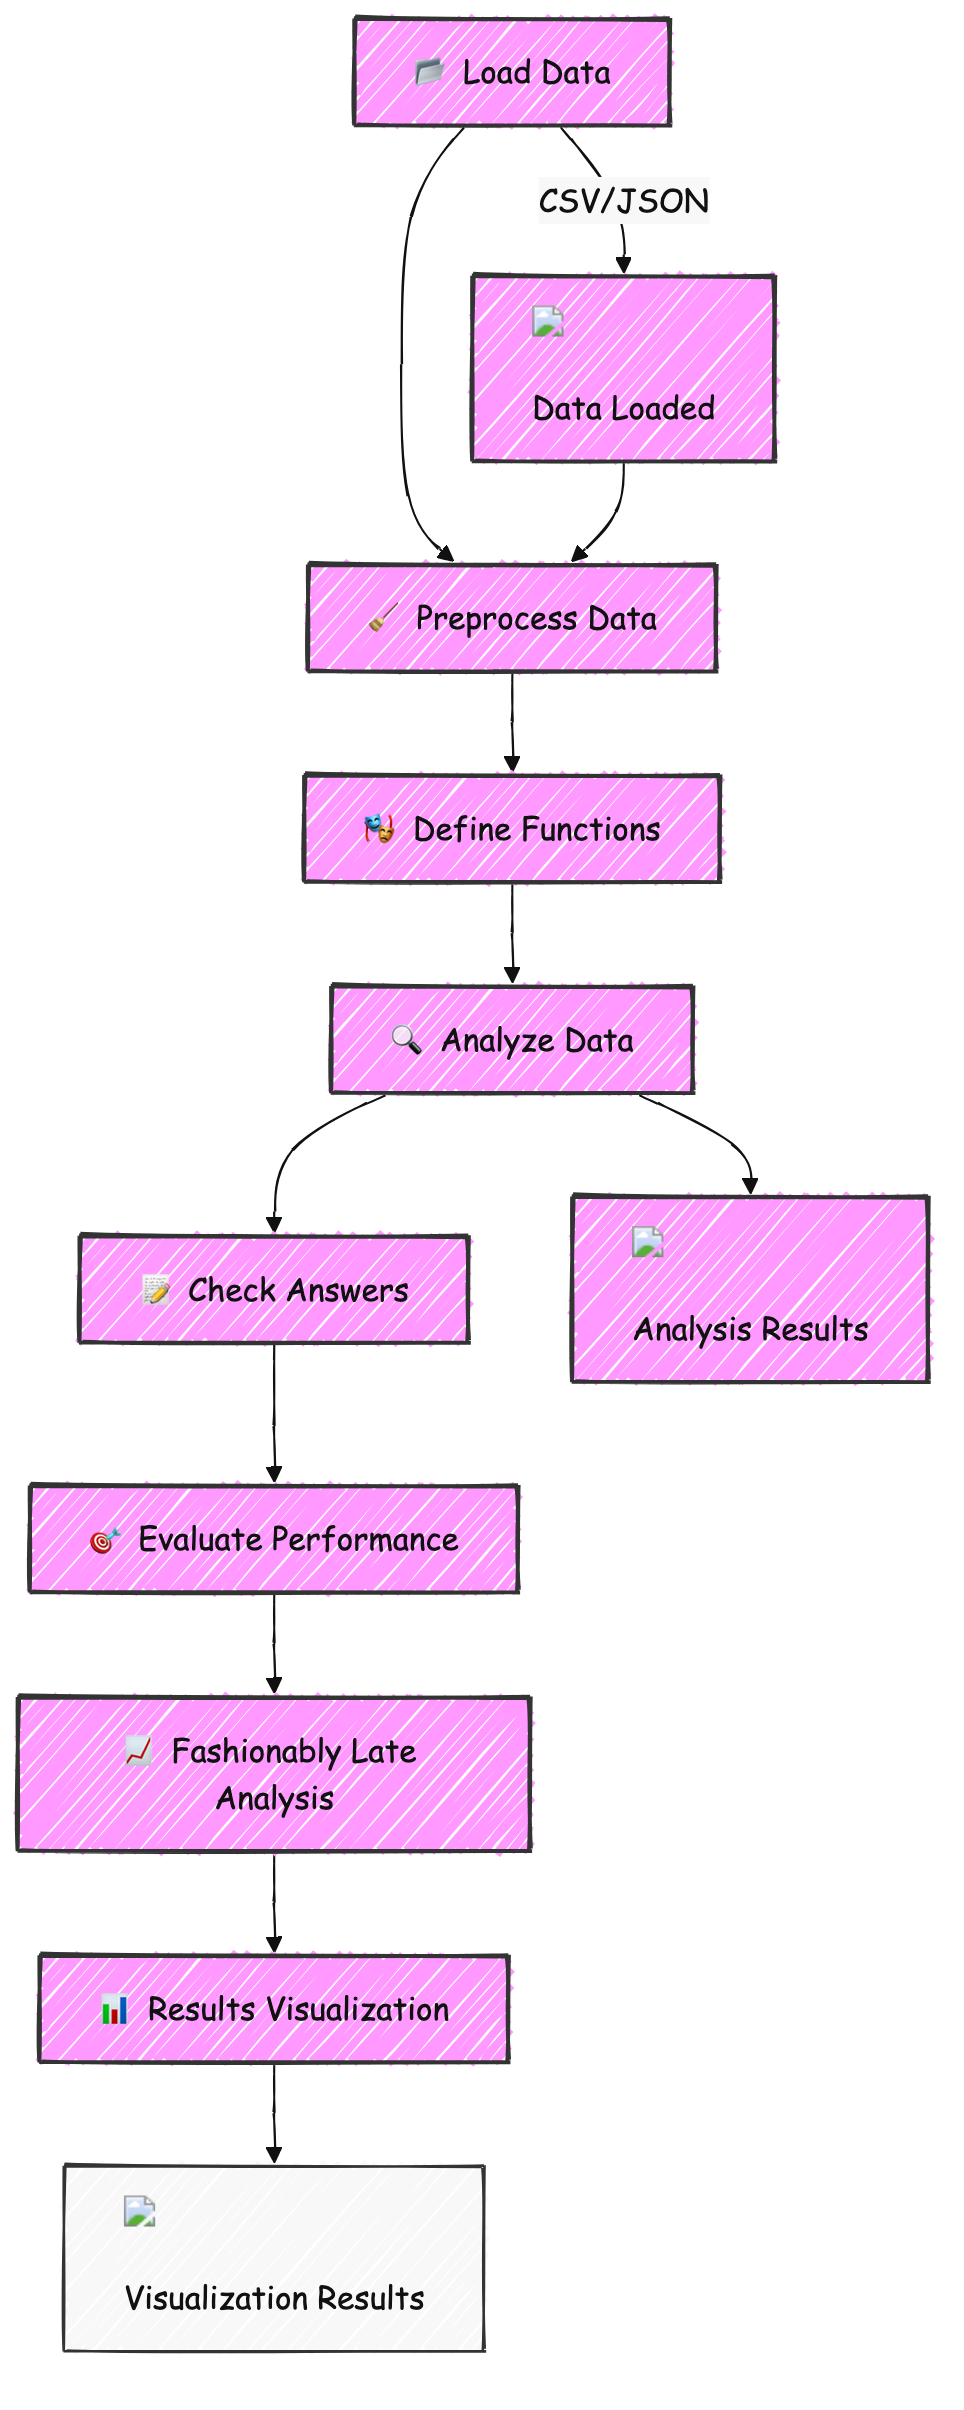 Load Data
CSV/JSON
Data Loaded
Preprocess Data
Define Functions
Analyze Data
Check Answers
Analysis Results
Evaluate Performance
Fashionably Late
Analysis
Results Visualization
Visualization Results